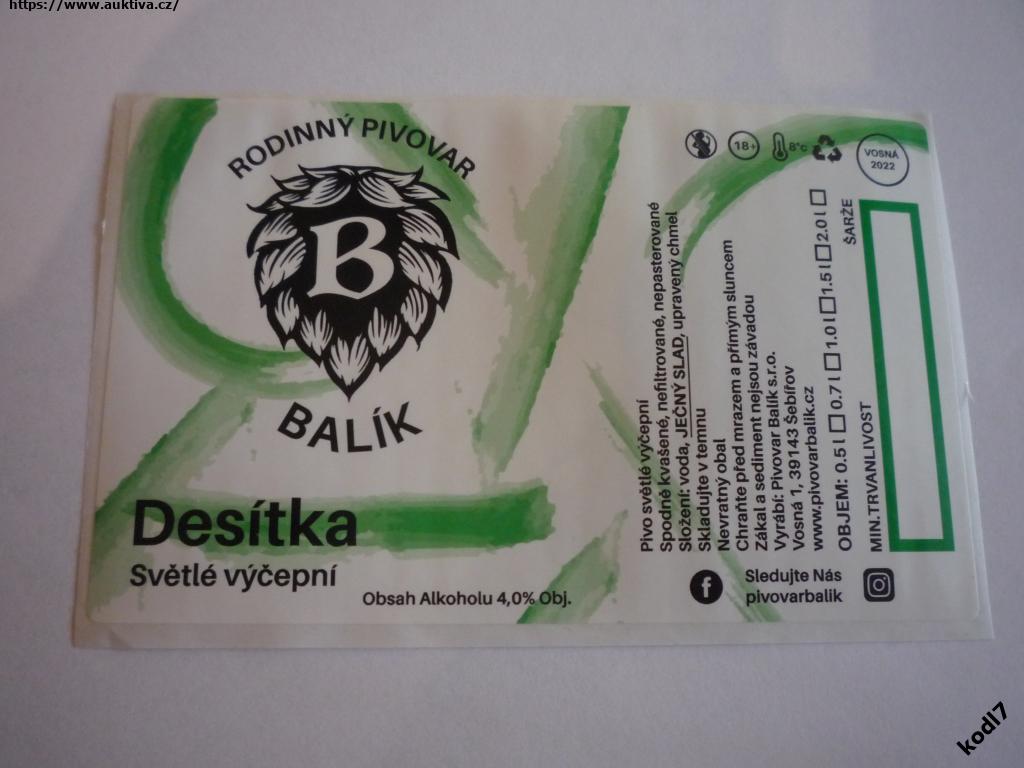 https://www.auktiva.cz/
RODINNÝ PIVOVAR
B
BALÍK
Desítka
Světlé výčepní
Obsah Alkoholu 4,0% Obj.
18+
8°c
VOSNÁ
2022
Pivo světlé výčepní
Spodně kvašené, nefiltrované, nepasterované
Složení: voda, JEČNÝ SLAD, upravený chmel
Skladujte v temnu
Nevratný obal
Chraňte před mrazem a přímým sluncem
Zákal a sediment nejsou závadou
Vyrábí: Pivovar Balík s.r.o.
Vosná 1, 39143 Šebířov
www.pivovarbalik.cz
OBJEM: 0.5 l 0.7 l 1.0 l 1.5 l 2.0 l
ŠARŽE
MIN.TRVANLIVOST
Sledujte Nás
pivovarbalik
kodl7